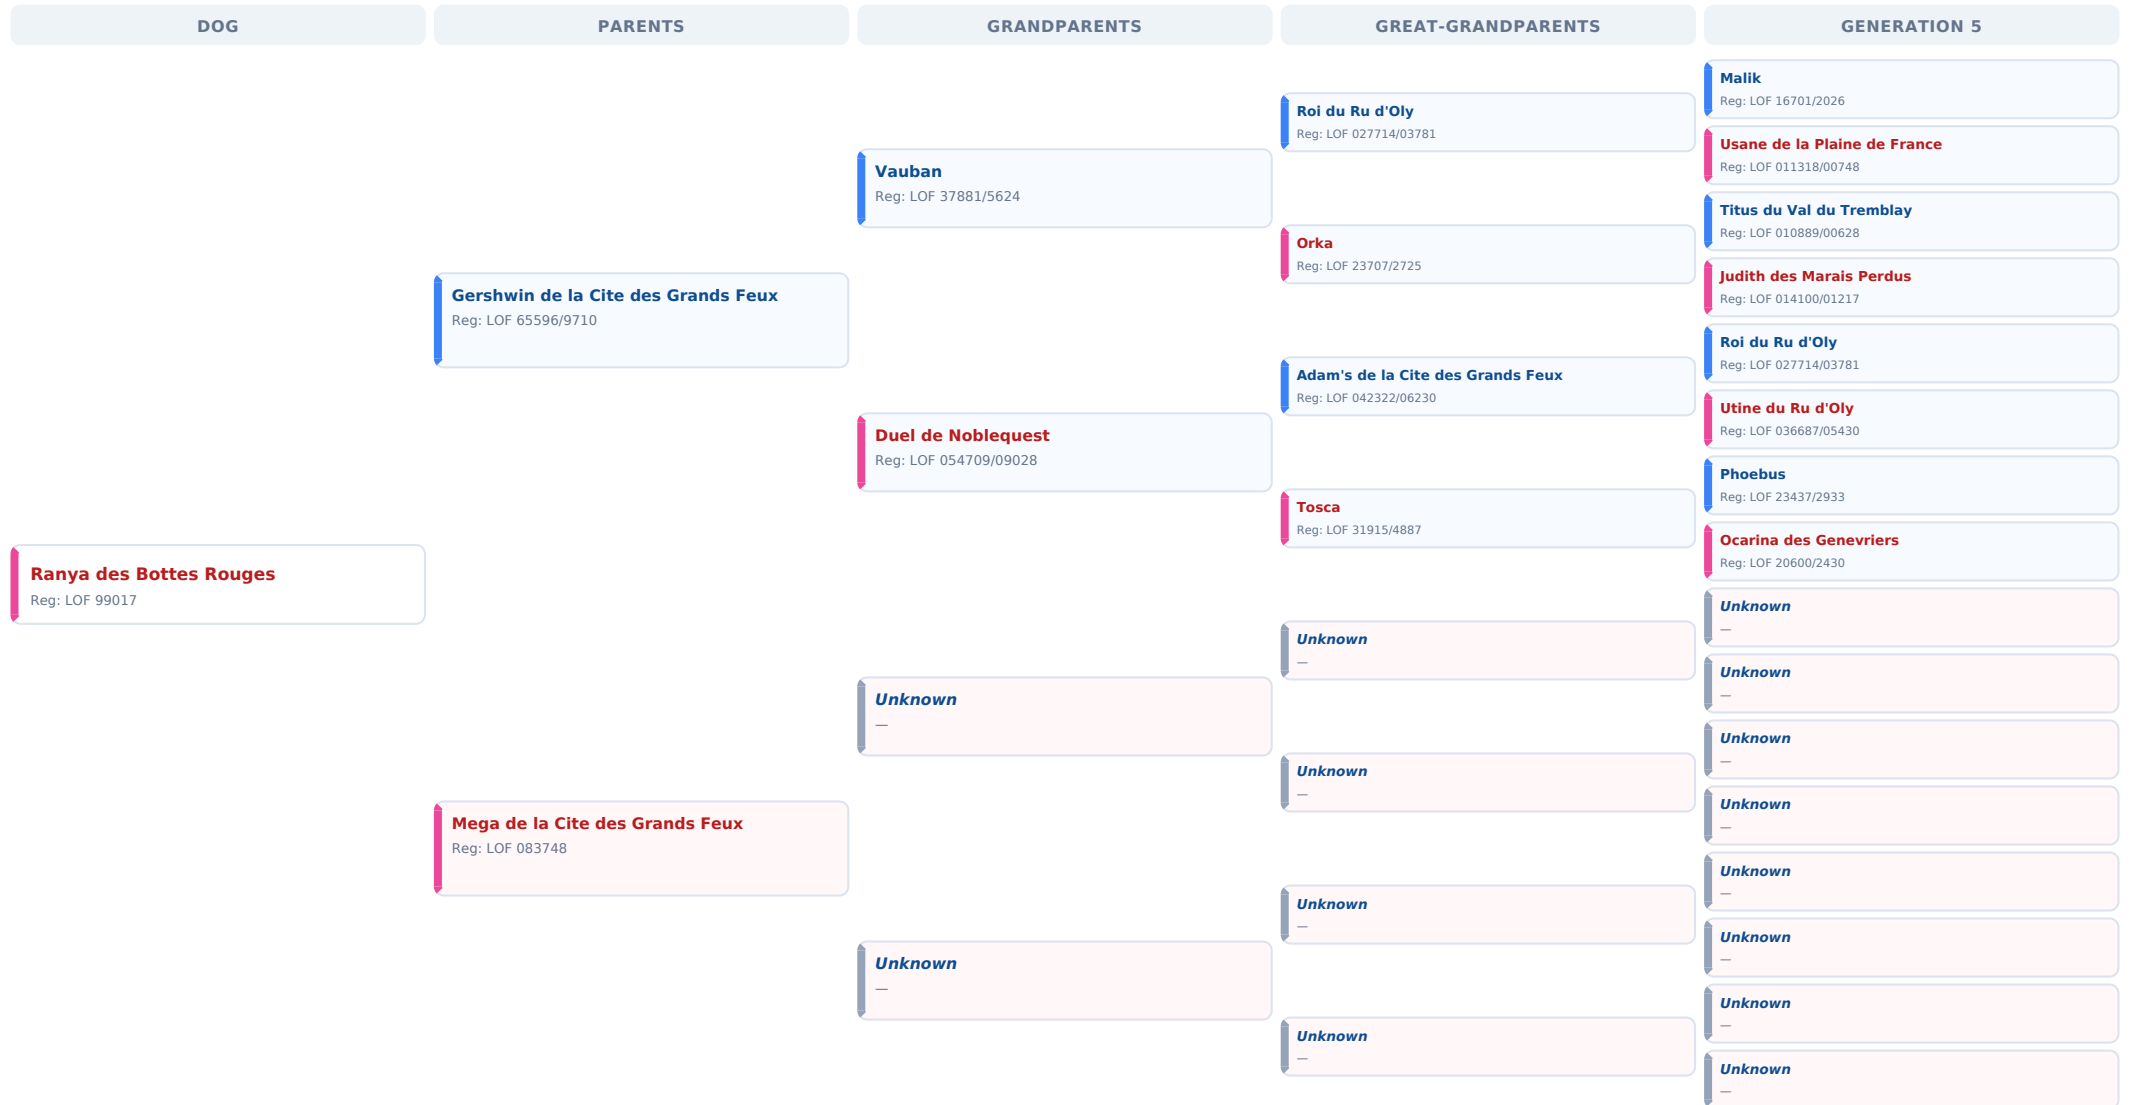 DOG
PARENTS
GRANDPARENTS
GREAT-GRANDPARENTS
GENERATION 5
Ranya des Bottes Rouges
Reg: LOF 99017
Gershwin de la Cite des Grands Feux
Reg: LOF 65596/9710
Mega de la Cite des Grands Feux
Reg: LOF 083748
Vauban
Reg: LOF 37881/5624
Duel de Noblequest
Reg: LOF 054709/09028
Unknown
—
Unknown
—
Roi du Ru d'Oly
Reg: LOF 027714/03781
Orka
Reg: LOF 23707/2725
Adam's de la Cite des Grands Feux
Reg: LOF 042322/06230
Tosca
Reg: LOF 31915/4887
Unknown
—
Unknown
—
Unknown
—
Unknown
—
Malik
Reg: LOF 16701/2026
Usane de la Plaine de France
Reg: LOF 011318/00748
Titus du Val du Tremblay
Reg: LOF 010889/00628
Judith des Marais Perdus
Reg: LOF 014100/01217
Roi du Ru d'Oly
Reg: LOF 027714/03781
Utine du Ru d'Oly
Reg: LOF 036687/05430
Phoebus
Reg: LOF 23437/2933
Ocarina des Genevriers
Reg: LOF 20600/2430
Unknown
—
Unknown
—
Unknown
—
Unknown
—
Unknown
—
Unknown
—
Unknown
—
Unknown
—